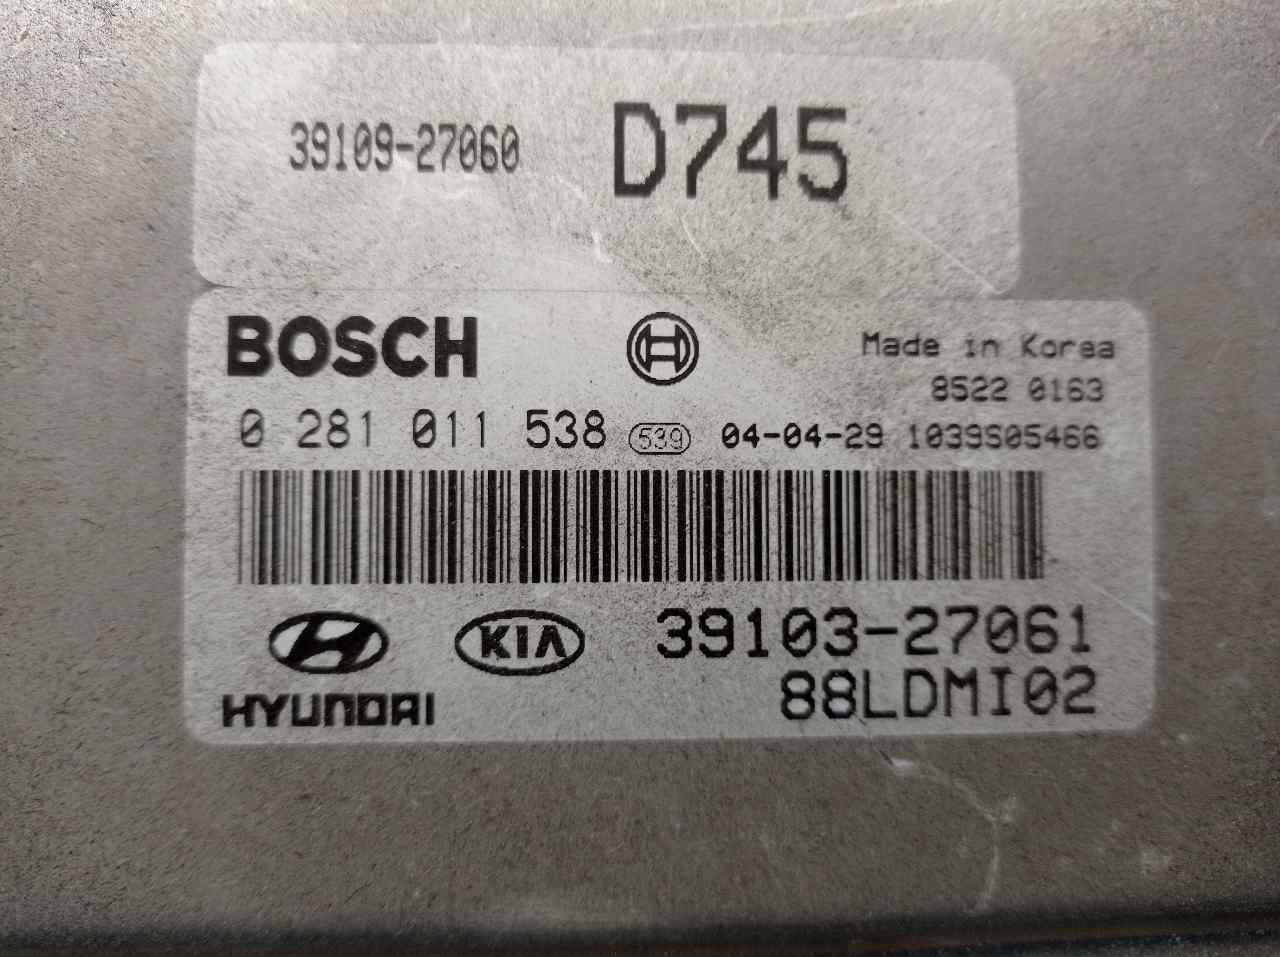 39109-27060 D745
BOSCH Made in Korea
8522 0163
0 281 011 538 539 04-04-29 1039S05466
KIA 39103-27061
HYUNDAI 88LDMI02